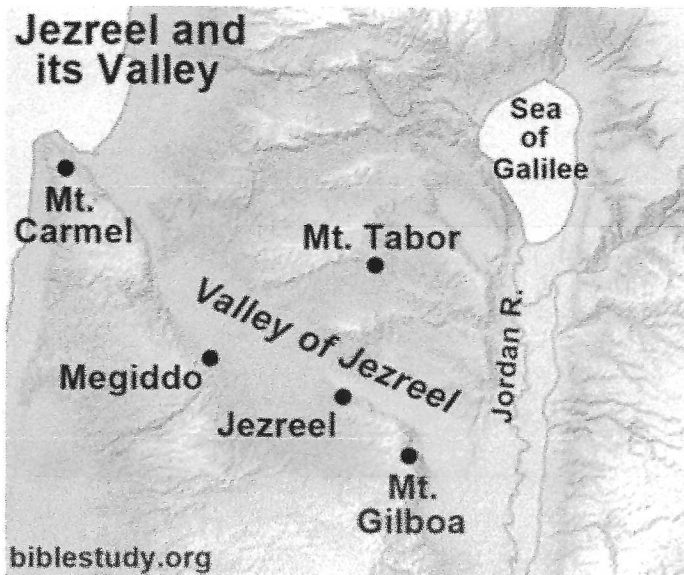 Jezreel and
its Valley
Sea
of
Galilee
Mt.
Carmel
Mt. Tabor
Valley of Jezreel
Jordan R.
Megiddo
Jezreel
Mt.
Gilboa
biblestudy.org